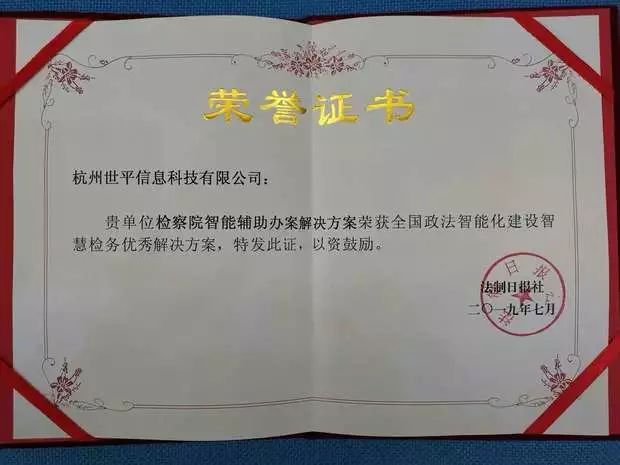 荣誉证书
杭州世平信息科技有限公司：
贵单位检察院智能辅助办案解决方案荣获全国政法智能化建设智
慧检务优秀解决方案，特发此证，以资鼓励。
法制日报社
二〇一九年七月